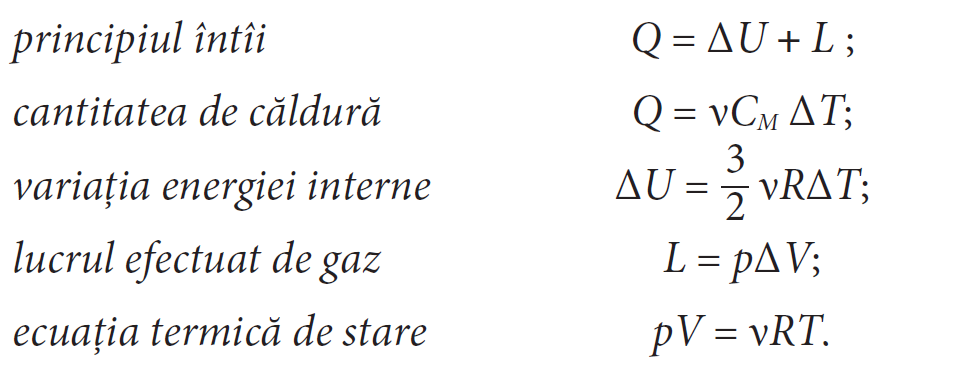 principiul întîi Q = ΔU + L ;
cantitatea de căldură Q = νC_M ΔT;
variația energiei interne ΔU = 3/2 νRΔT;
lucrul efectuat de gaz L = pΔV;
ecuația termică de stare pV = νRT.